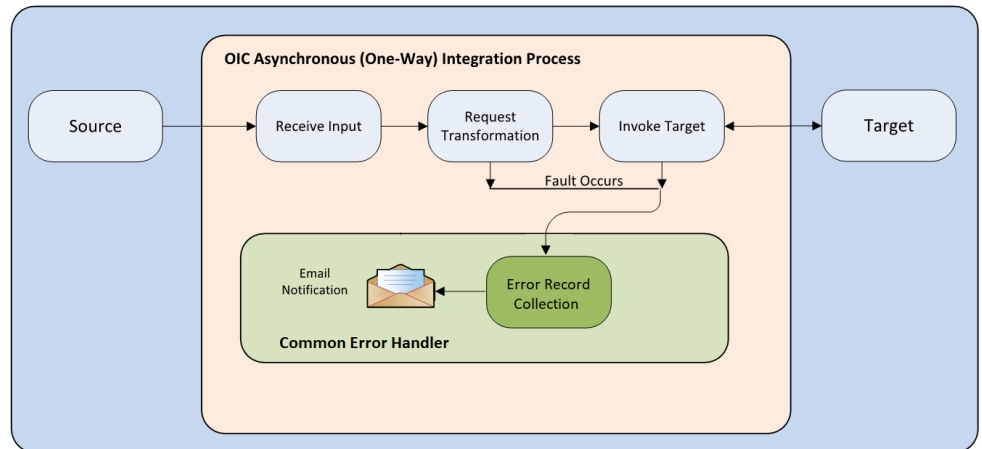 OIC Asynchronous (One-Way) Integration Process
Source
Receive Input
Request
Transformation
Invoke Target
Target
Fault Occurs
Email
Notification
Error Record
Collection
Common Error Handler